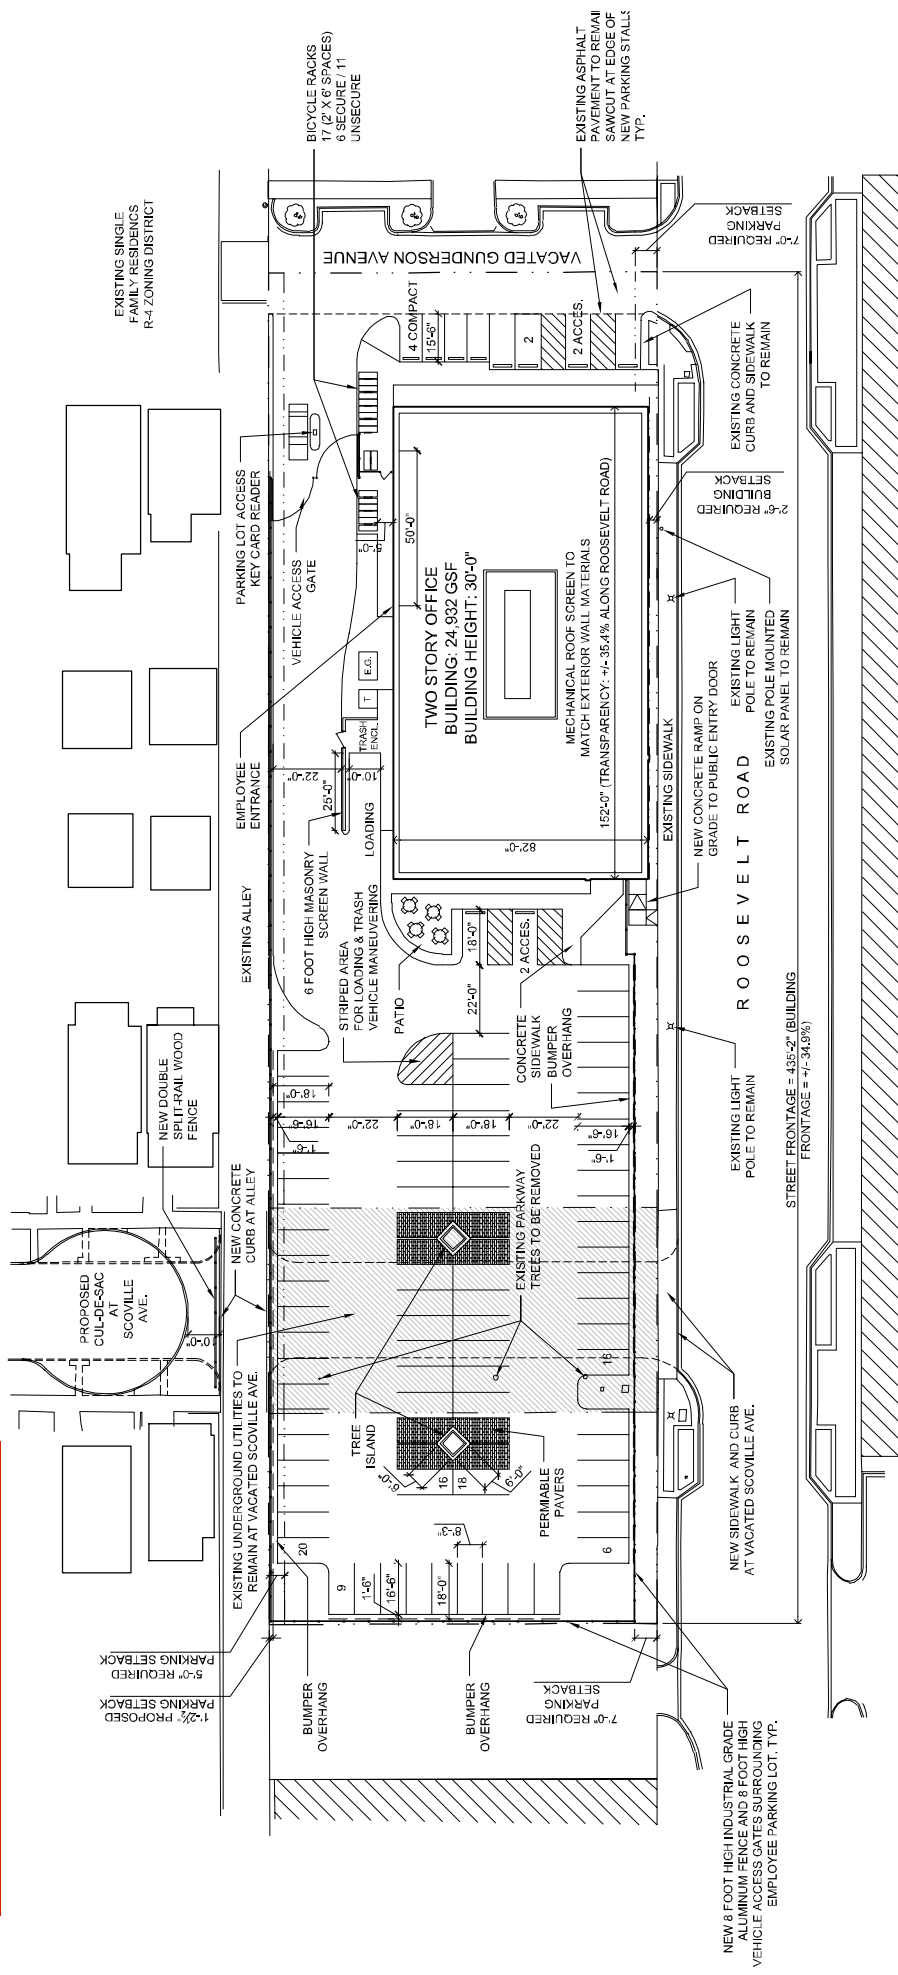 EXISTING SINGLE
FAMILY RESIDENCS
R-4 ZONING DISTRICT
BICYCLE RACKS
17 (2' X 6' SPACES)
6 SECURE / 11
UNSECURE
EXISTING ASPHALT
PAVEMENT TO REMAI
SAWCUT AT EDGE OF
NEW PARKING STALLS
TYP.
VACATED GUNDERSON AVENUE
7'-0" REQUIRED
PARKING
SETBACK
4 COMPACT
15'-6"
2
2 ACCES.
EXISTING CONCRETE
CURB AND SIDEWALK
TO REMAIN
PARKING LOT ACCESS
KEY CARD READER
VEHICLE ACCESS
GATE
5'-0"
50'-0"
2'-6" REQUIRED
BUILDING
SETBACK
TWO STORY OFFICE
BUILDING: 24,932 GSF
BUILDING HEIGHT: 30'-0"
MECHANICAL ROOF SCREEN TO
MATCH EXTERIOR WALL MATERIALS
152'-0" (TRANSPARENCY: +/- 35.4% ALONG ROOSEVELT ROAD)
82'-0"
E.G.
T
TRASH
ENCL.
EMPLOYEE
ENTRANCE
22'-0"
10'-0"
25'-0"
LOADING
6 FOOT HIGH MASONRY
SCREEN WALL
EXISTING ALLEY
EXISTING SIDEWALK
NEW CONCRETE RAMP ON
GRADE TO PUBLIC ENTRY DOOR
EXISTING LIGHT
POLE TO REMAIN
EXISTING POLE MOUNTED
SOLAR PANEL TO REMAIN
ROOSEVELT ROAD
STRIPED AREA
FOR LOADING & TRASH
VEHICLE MANEUVERING
PATIO
18'-0"
2 ACCES.
22'-0"
CONCRETE
SIDEWALK
BUMPER
OVERHANG
EXISTING LIGHT
POLE TO REMAIN
STREET FRONTAGE = 435'-2" (BUILDING
FRONTAGE = +/- 34.9%)
NEW DOUBLE
SPLIT-RAIL WOOD
FENCE
NEW CONCRETE
CURB AT ALLEY
18'-0"
16'-6"
1'-6"
22'-0"
18'-0"
18'-0"
22'-0"
16'-6"
1'-6"
PROPOSED
CUL-DE-SAC
AT
SCOVILLE
AVE.
10'-0"
EXISTING UNDERGROUND UTILITIES TO
REMAIN AT VACATED SCOVILLE AVE.
EXISTING PARKWAY
TREES TO BE REMOVED
16
TREE
ISLAND
6'-0"
16
18
6'-0"
PERMIABLE
PAVERS
NEW SIDEWALK AND CURB
AT VACATED SCOVILLE AVE.
20
9
6
8'-3"
1'-6"
16'-6"
18'-0"
5'-0" REQUIRED
PARKING SETBACK
1'-2½" PROPOSED
PARKING SETBACK
BUMPER
OVERHANG
BUMPER
OVERHANG
7'-0" REQUIRED
PARKING
SETBACK
NEW 8 FOOT HIGH INDUSTRIAL GRADE
ALUMINUM FENCE AND 8 FOOT HIGH
VEHICLE ACCESS GATES SURROUNDING
EMPLOYEE PARKING LOT, TYP.